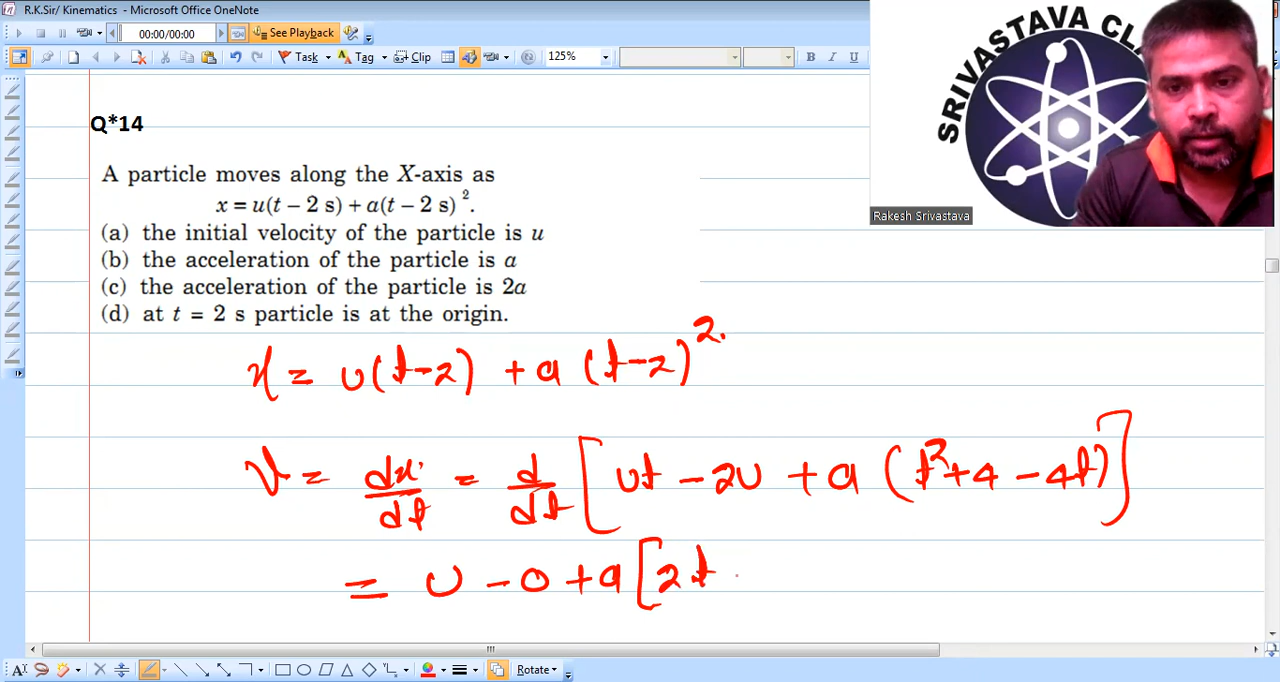 R.K.Sir/ Kinematics - Microsoft Office OneNote
00:00/00:00 See Playback
Task Tag Clip 125% B I U
SRIVASTAVA CLA
Rakesh Srivastava
Q*14
A particle moves along the X-axis as
x = u(t – 2 s) + a(t – 2 s)².
(a) the initial velocity of the particle is u
(b) the acceleration of the particle is a
(c) the acceleration of the particle is 2a
(d) at t = 2 s particle is at the origin.
x = u(t-2) + a(t-2)².
v = dx/dt = d/dt [ut - 2u + a(t²+4-4t)]
= u - 0 + a[2t
Rotate